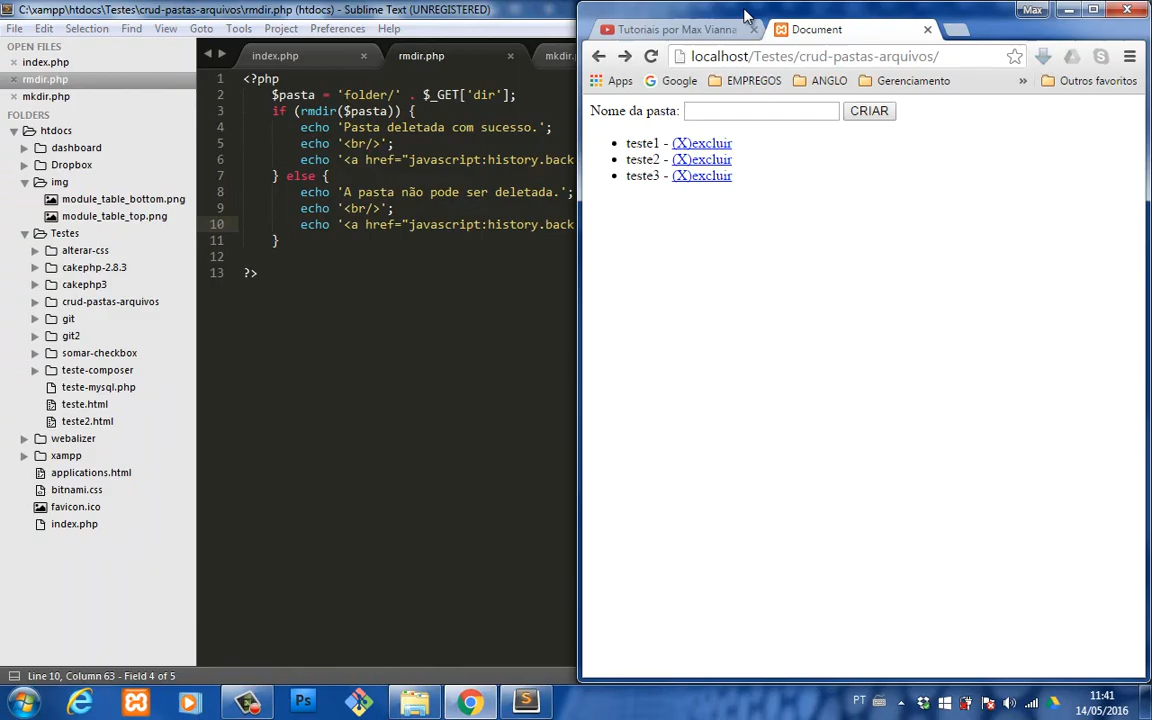 C:\xampp\htdocs\Testes\crud-pastas-arquivos\rmdir.php (htdocs) - Sublime Text (UNREGISTERED)
File Edit Selection Find View Goto Tools Project Preferences Help
OPEN FILES
index.php
rmdir.php
mkdir.php
FOLDERS
htdocs
dashboard
Dropbox
img
module_table_bottom.png
module_table_top.png
Testes
alterar-css
cakephp-2.8.3
cakephp3
crud-pastas-arquivos
git
git2
somar-checkbox
teste-composer
teste-mysql.php
teste.html
teste2.html
webalizer
xampp
applications.html
bitnami.css
favicon.ico
index.php
index.php rmdir.php mkdir.
1 <?php
2 $pasta = 'folder/' . $_GET['dir'];
3 if (rmdir($pasta)) {
4 echo 'Pasta deletada com sucesso.';
5 echo '<br/>';
6 echo '<a href="javascript:history.back
7 } else {
8 echo 'A pasta não pode ser deletada.';
9 echo '<br/>';
10 echo '<a href="javascript:history.back
11 }
12
13 ?>
Line 10, Column 63 - Field 4 of 5
Max
Tutoriais por Max Vianna Document
localhost/Testes/crud-pastas-arquivos/
Apps Google EMPREGOS ANGLO Gerenciamento » Outros favoritos
Nome da pasta: CRIAR
teste1 - (X)excluir
teste2 - (X)excluir
teste3 - (X)excluir
Ps
PT
11:41
14/05/2016